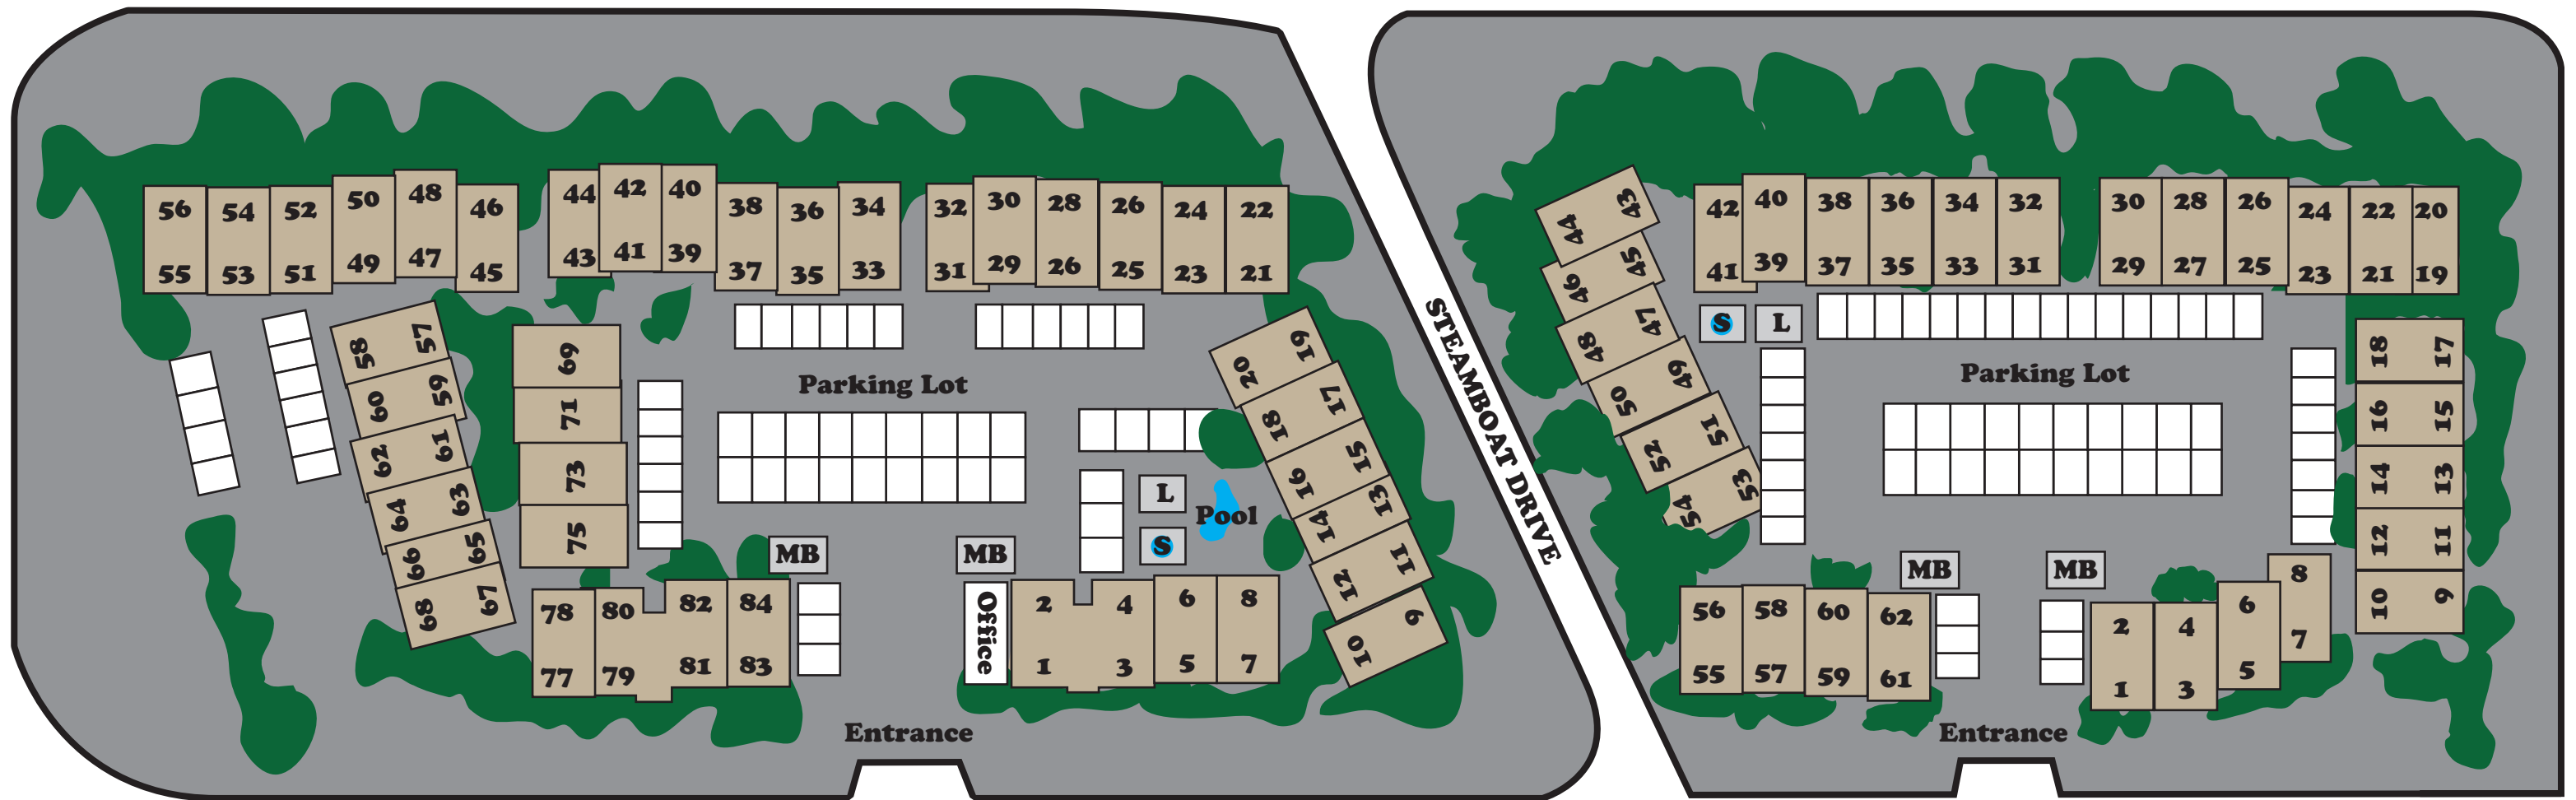 56 54 52 50 48 46
55 53 51 49 47 45
44 42 40 38 36 34
43 41 39 37 35 33
32 30 28 26 24 22
31 29 26 25 23 21
58 57
60 59
62 61
64 63
66 65
68 67
69
71
73
75
Parking Lot
20 19
18 17
16 15
14 13
12 11
10 9
L
Pool
S
MB
MB
78 80 82 84
77 79 81 83
Office
2 4 6 8
1 3 5 7
Entrance
STEAMBOAT DRIVE
44 43
46 45
48 47
50 49
52 51
54 53
42 40 38 36 34 32
41 39 37 35 33 31
30 28 26 24 22 20
29 27 25 23 21 19
S L
Parking Lot
18 17
16 15
14 13
12 11
10 9
MB
MB
56 58 60 62
55 57 59 61
2 4 6 8
1 3 5 7
Entrance